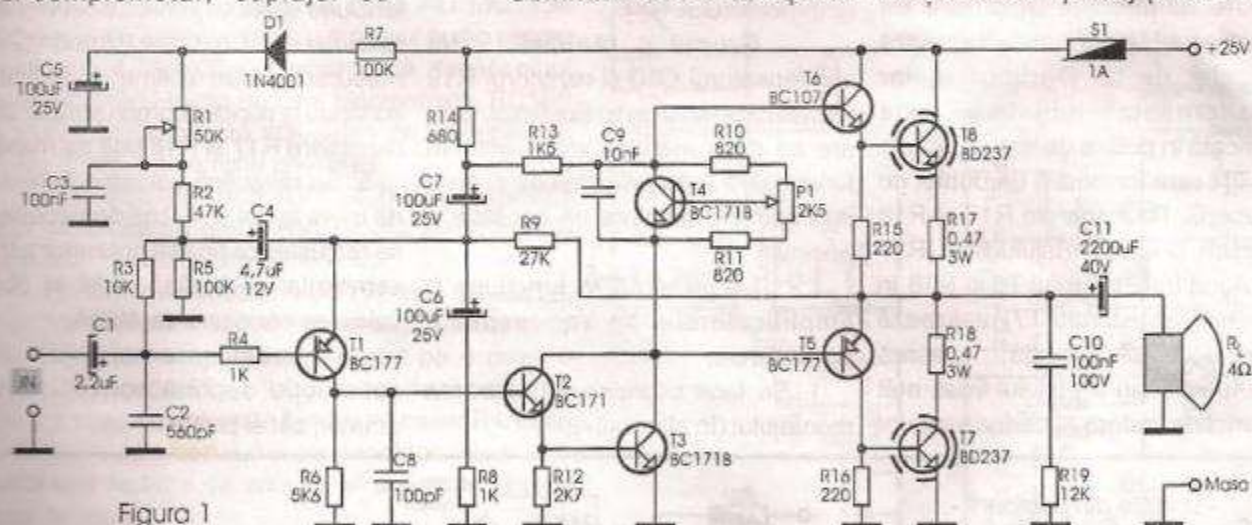 D1
1N4001
R7
100K
S1
1A
+25V
C5
100uF
25V
R1
50K
R14
680
R13
1K5
C9
10nF
R10
820
T6
BC107
T8
BD237
C3
100nF
R2
47K
C4
4,7uF
12V
C7
100uF
25V
T4
BC171B
P1
2K5
R9
27K
R11
820
R15
220
R17
0,47
3W
C11
2200uF
40V
R3
R5
100K
C1
2,2uF
R4
1K
T1
BC177
C6
100uF
25V
T2
BC171
T5
BC177
R18
0,47
3W
C10
100nF
100V
4Ω
IN
C2
560pF
T3
BC171B
T7
BD237
R6
5K6
C8
100pF
R8
1K
R12
2K7
R16
220
R19
12K
Masa
Figura 1